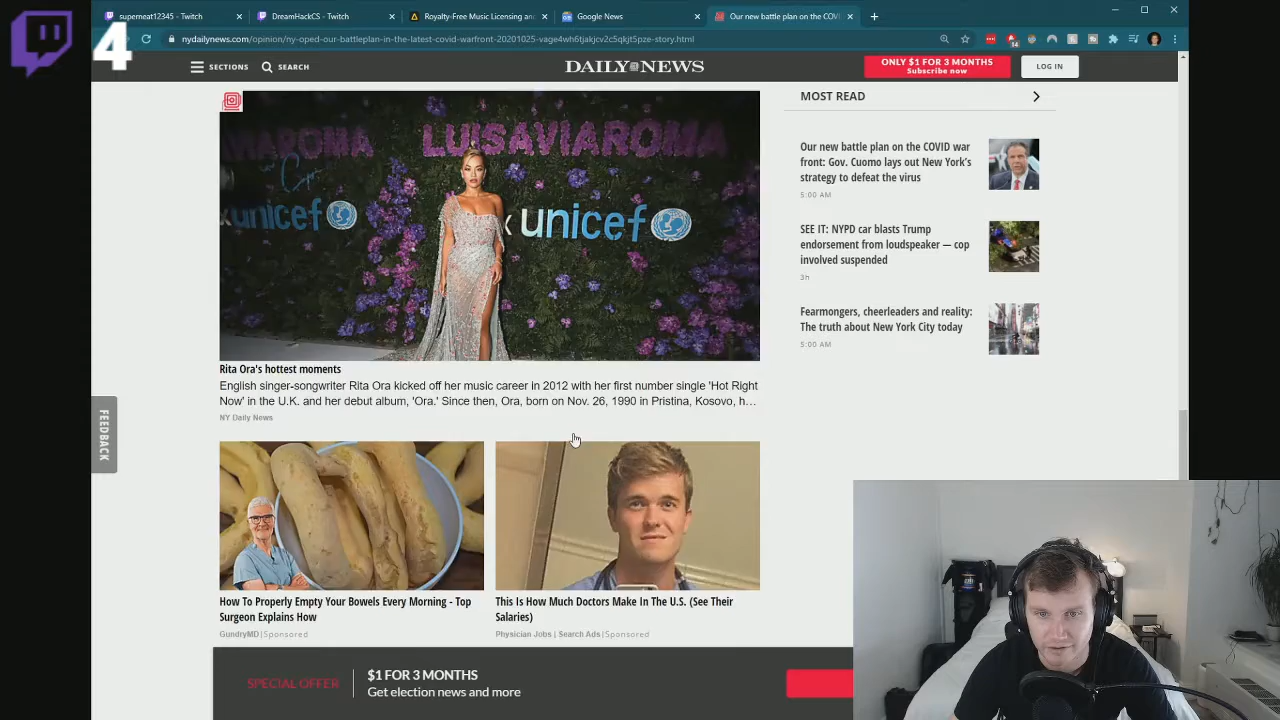 4
supemeat12345 - Twitch
DreamHackCS - Twitch
Royalty-Free Music Licensing an
Google News
Our new battle plan on the COV
nydailynews.com/opinion/ny-oped-our-battleplan-in-the-latest-covid-warfront-20201025-vage4wh6tjakjcv2c5qkjt5pze-story.html
14
SECTIONS
SEARCH
DAILY NEWS
ONLY $1 FOR 3 MONTHS
Subscribe now
LOG IN
LUISAVIAROMA
unicef
x unicef
Rita Ora's hottest moments
English singer-songwriter Rita Ora kicked off her music career in 2012 with her first number single 'Hot Right
Now' in the U.K. and her debut album, 'Ora.' Since then, Ora, born on Nov. 26, 1990 in Pristina, Kosovo, h…
NY Daily News
MOST READ
Our new battle plan on the COVID war
front: Gov. Cuomo lays out New York's
strategy to defeat the virus
5:00 AM
SEE IT: NYPD car blasts Trump
endorsement from loudspeaker — cop
involved suspended
3h
Fearmongers, cheerleaders and reality:
The truth about New York City today
5:00 AM
FEEDBACK
How To Properly Empty Your Bowels Every Morning - Top
Surgeon Explains How
GundryMD | Sponsored
This Is How Much Doctors Make In The U.S. (See Their
Salaries)
Physician Jobs | Search Ads | Sponsored
SPECIAL OFFER
$1 FOR 3 MONTHS
Get election news and more